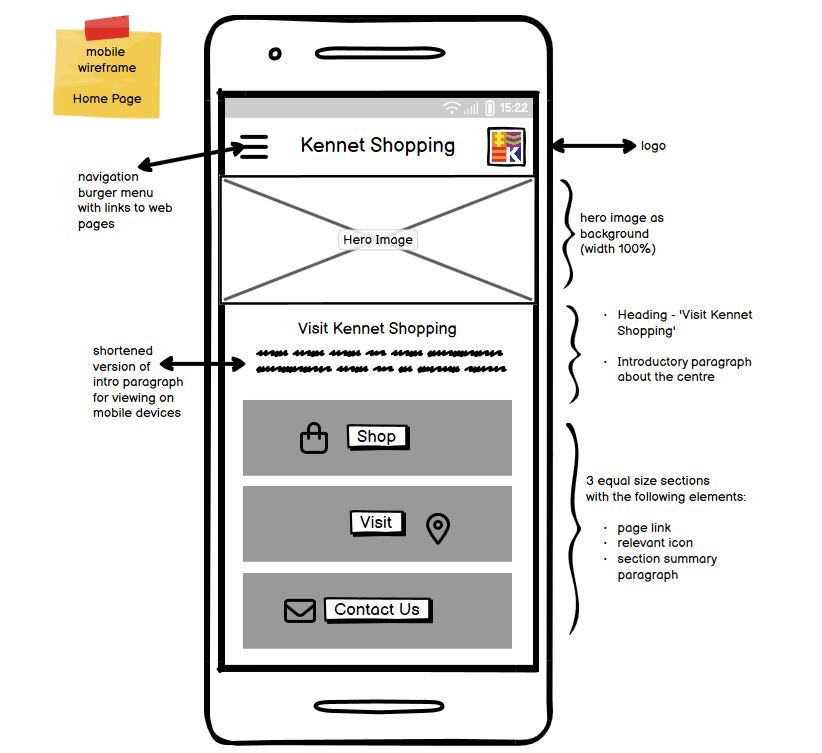 mobile
wireframe
Home Page
15:22
Kennet Shopping
K
logo
navigation
burger menu
with links to web
pages
Hero Image
hero image as
background
(width 100%)
Visit Kennet Shopping
· Heading - 'Visit Kennet
Shopping'
· Introductory paragraph
about the centre
shortened
version of
intro paragraph
for viewing on
mobile devices
Shop
Visit
Contact Us
3 equal size sections
with the following elements:
· page link
· relevant icon
· section summary
paragraph